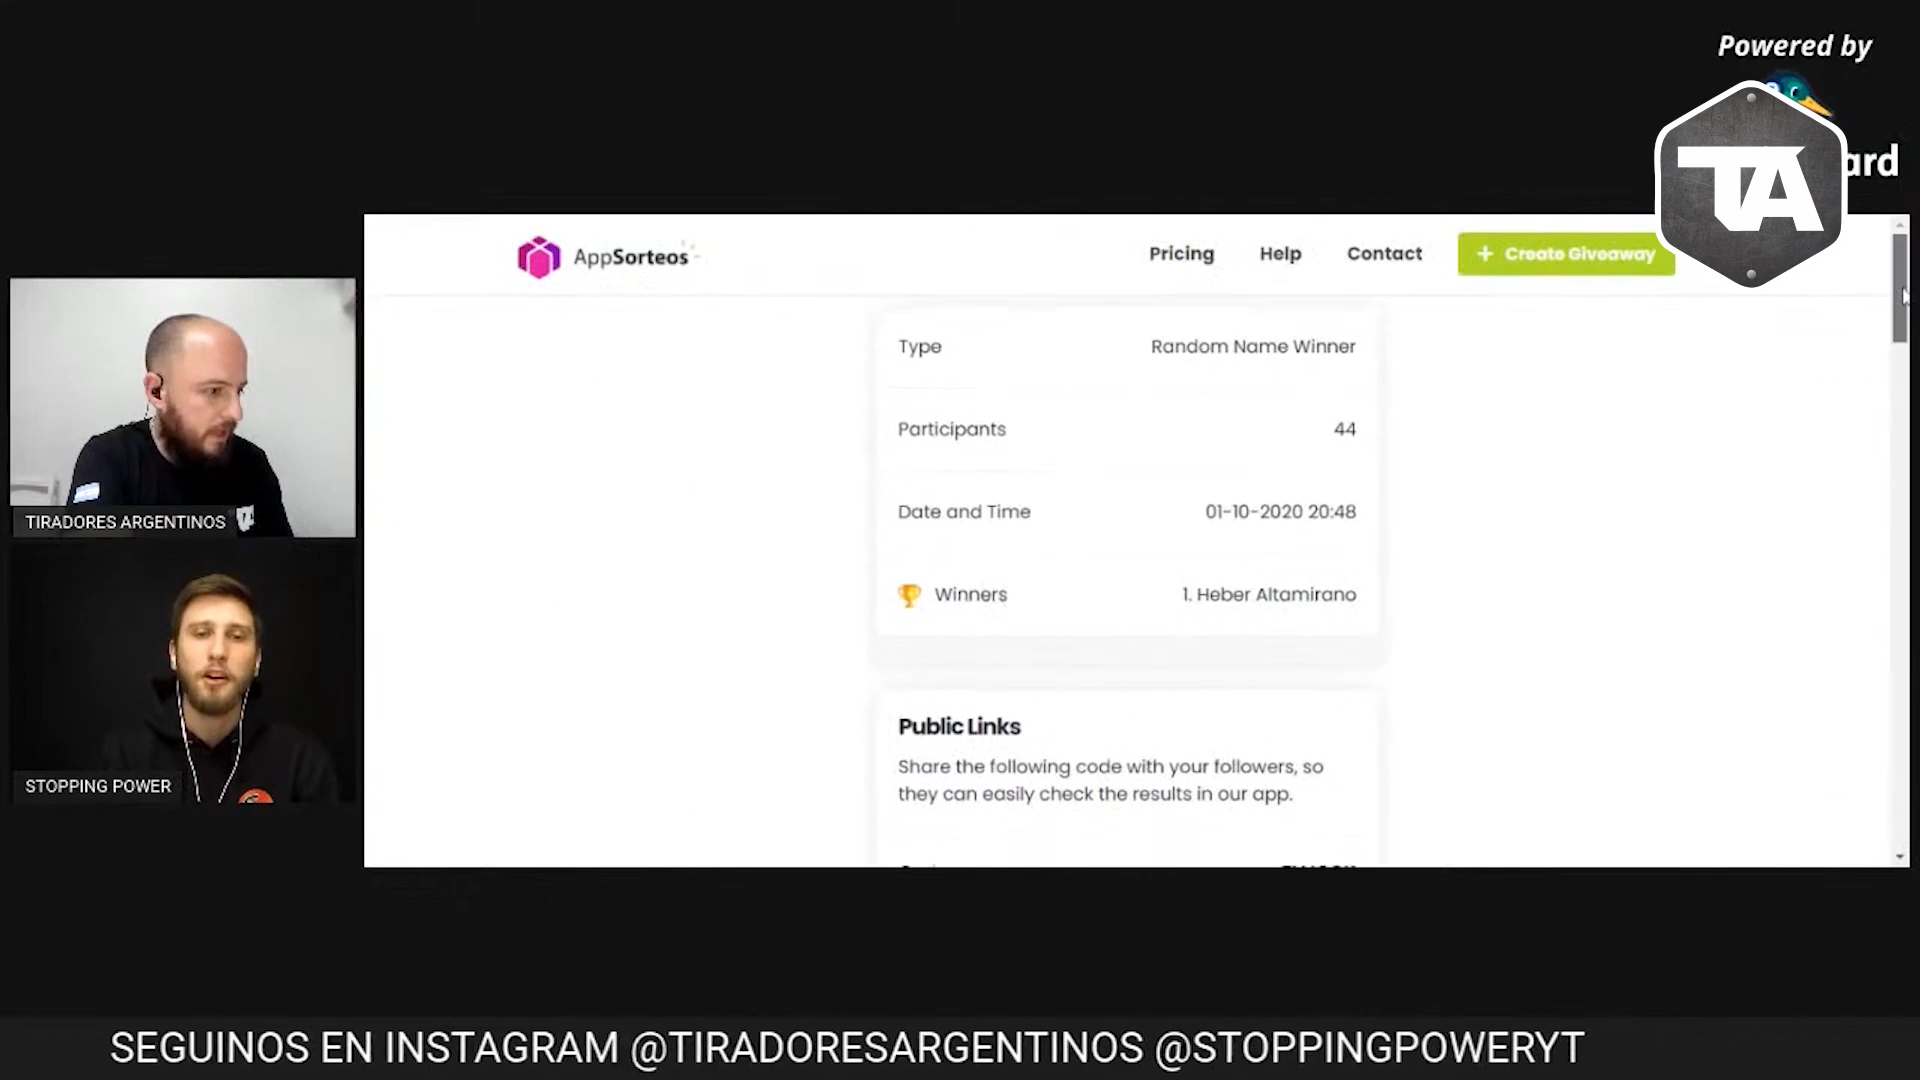 Powered by
ard
TA
AppSorteos
Pricing
Help
Contact
+ Create Giveaway
Type
Random Name Winner
Participants
44
Date and Time
01-10-2020 20:48
Winners
1. Heber Altamirano
Public Links
Share the following code with your followers, so
they can easily check the results in our app.
TIRADORES ARGENTINOS
STOPPING POWER
SEGUINOS EN INSTAGRAM @TIRADORESARGENTINOS @STOPPINGPOWERYT